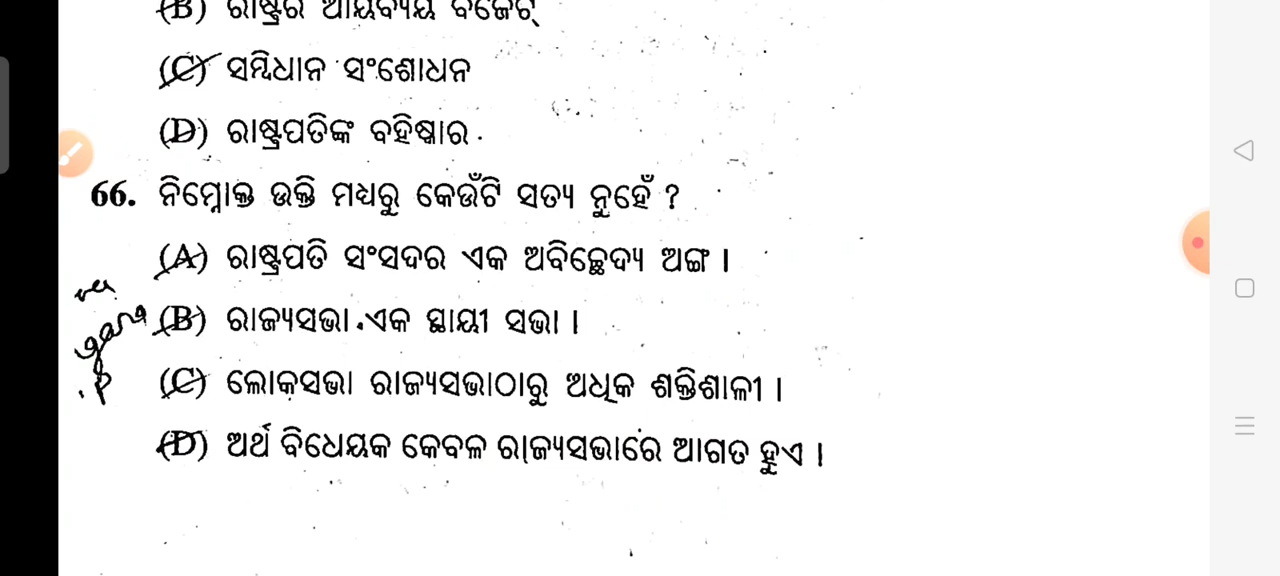 (B) ରାଷ୍ଟ୍ରର ଆୟବ୍ୟୟ ବଜେଟ୍
(C) ସମ୍ବିଧାନ ସଂଶୋଧନ
(D) ରାଷ୍ଟ୍ରପତିଙ୍କ ବହିଷ୍କାର
66. ନିମ୍ନୋକ୍ତ ଉକ୍ତି ମଧ୍ୟରୁ କେଉଁଟି ସତ୍ୟ ନୁହେଁ ?
(A) ରାଷ୍ଟ୍ରପତି ସଂସଦର ଏକ ଅବିଚ୍ଛେଦ୍ୟ ଅଙ୍ଗ ।
(B) ରାଜ୍ୟସଭା ଏକ ସ୍ଥାୟୀ ସଭା ।
(C) ଲୋକସଭା ରାଜ୍ୟସଭାଠାରୁ ଅଧିକ ଶକ୍ତିଶାଳୀ ।
(D) ଅର୍ଥ ବିଧେୟକ କେବଳ ରାଜ୍ୟସଭାରେ ଆଗତ ହୁଏ ।